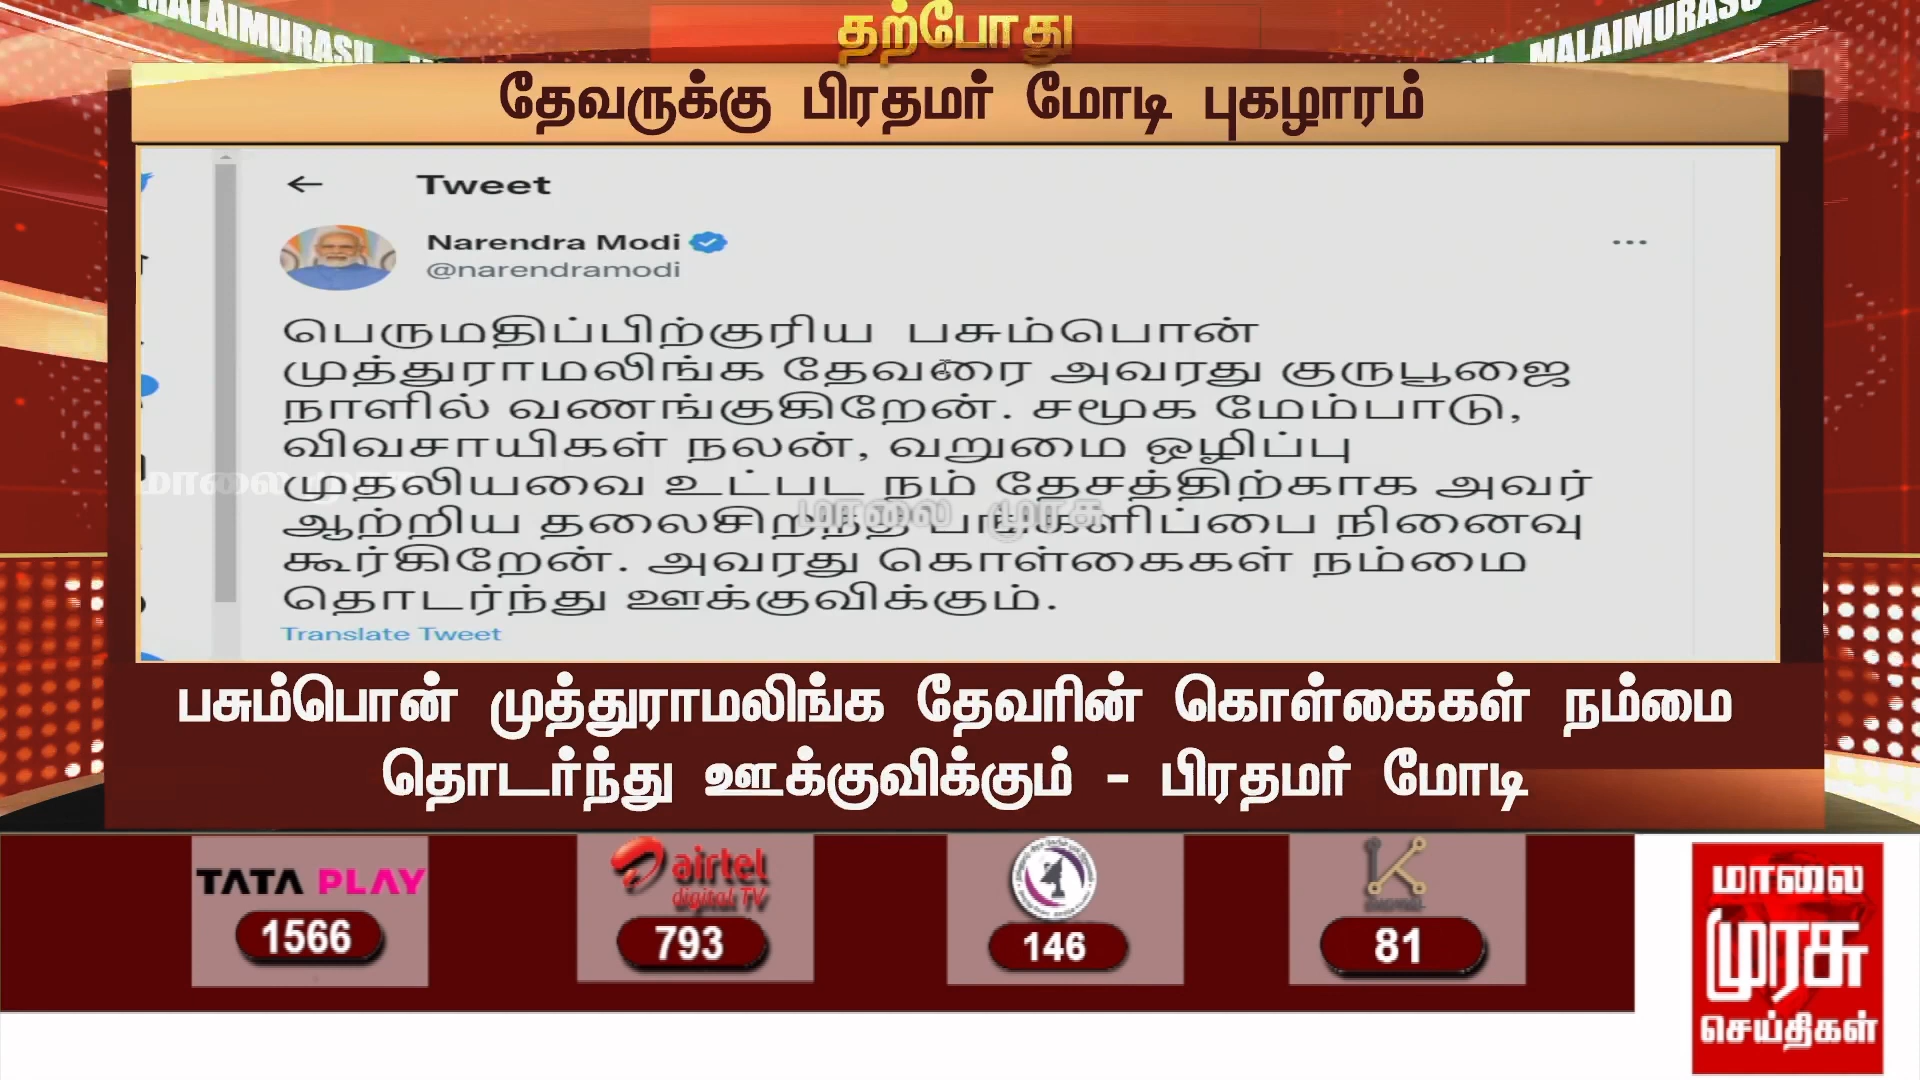 MALAIMURASU
தற்போது
MALAIMURASU
தேவருக்கு பிரதமர் மோடி புகழாரம்
Tweet
Narendra Modi
@narendramodi
பெருமதிப்பிற்குரிய பசும்பொன்
முத்துராமலிங்க தேவரை அவரது குருபூஜை
நாளில் வணங்குகிறேன். சமூக மேம்பாடு,
விவசாயிகள் நலன், வறுமை ஒழிப்பு
முதலியவை உட்பட நம் தேசத்திற்காக அவர்
ஆற்றிய தலைசிறந்த பங்களிப்பை நினைவு
கூர்கிறேன். அவரது கொள்கைகள் நம்மை
தொடர்ந்து ஊக்குவிக்கும்.
Translate Tweet
மாலை முரசு
மாலை முரசு
பசும்பொன் முத்துராமலிங்க தேவரின் கொள்கைகள் நம்மை
தொடர்ந்து ஊக்குவிக்கும் - பிரதமர் மோடி
TATA PLAY
1566
airtel
digital TV
793
146
81
மாலை
முரசு
செய்திகள்